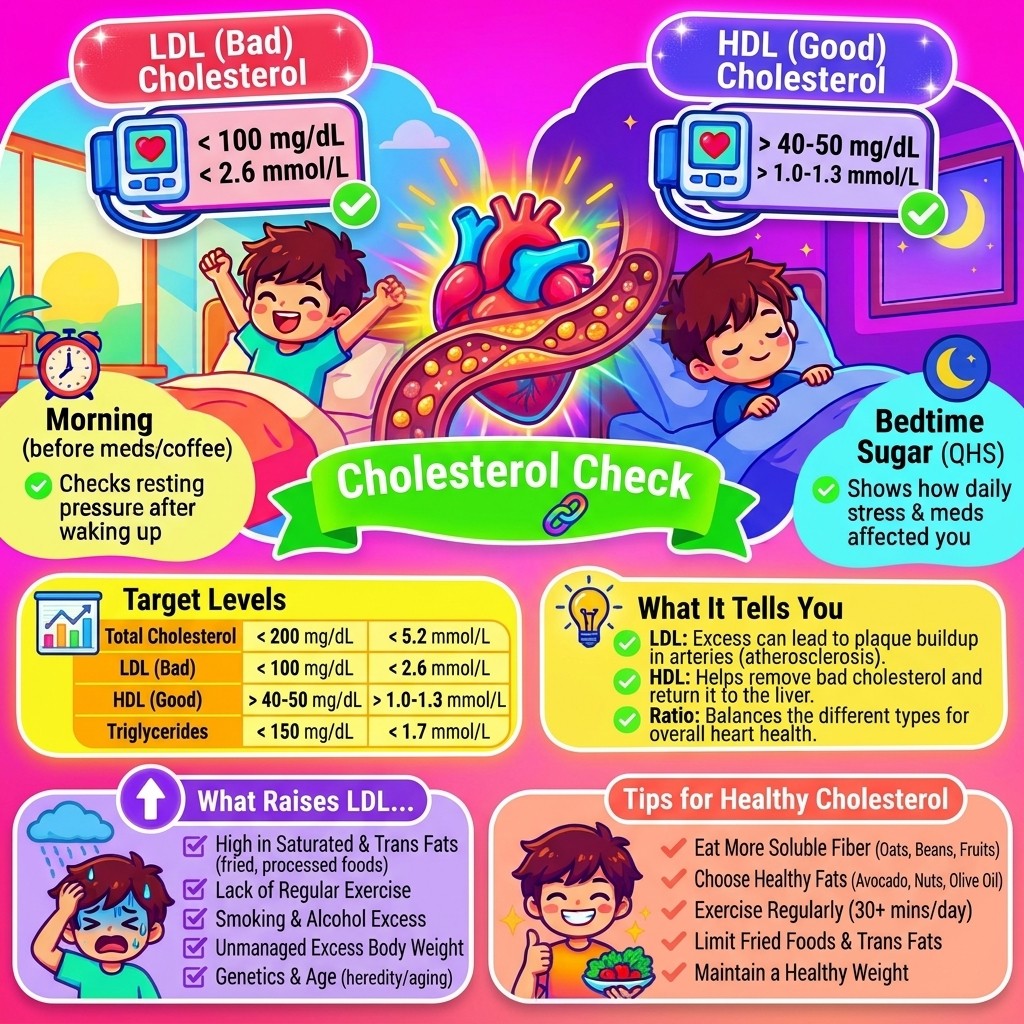 LDL (Bad)
Cholesterol
< 100 mg/dL
< 2.6 mmol/L
HDL (Good)
Cholesterol
> 40-50 mg/dL
> 1.0-1.3 mmol/L
Morning
(before meds/coffee)
Checks resting
pressure after
waking up
Cholesterol Check
Bedtime
Sugar (QHS)
Shows how daily
stress & meds
affected you
Target Levels
Total Cholesterol < 200 mg/dL < 5.2 mmol/L
LDL (Bad) < 100 mg/dL < 2.6 mmol/L
HDL (Good) > 40-50 mg/dL > 1.0-1.3 mmol/L
Triglycerides < 150 mg/dL < 1.7 mmol/L
What It Tells You
LDL: Excess can lead to plaque buildup
in arteries (atherosclerosis).
HDL: Helps remove bad cholesterol and
return it to the liver.
Ratio: Balances the different types for
overall heart health.
What Raises LDL...
High in Saturated & Trans Fats
(fried, processed foods)
Lack of Regular Exercise
Smoking & Alcohol Excess
Unmanaged Excess Body Weight
Genetics & Age (heredity/aging)
Tips for Healthy Cholesterol
Eat More Soluble Fiber (Oats, Beans, Fruits)
Choose Healthy Fats (Avocado, Nuts, Olive Oil)
Exercise Regularly (30+ mins/day)
Limit Fried Foods & Trans Fats
Maintain a Healthy Weight